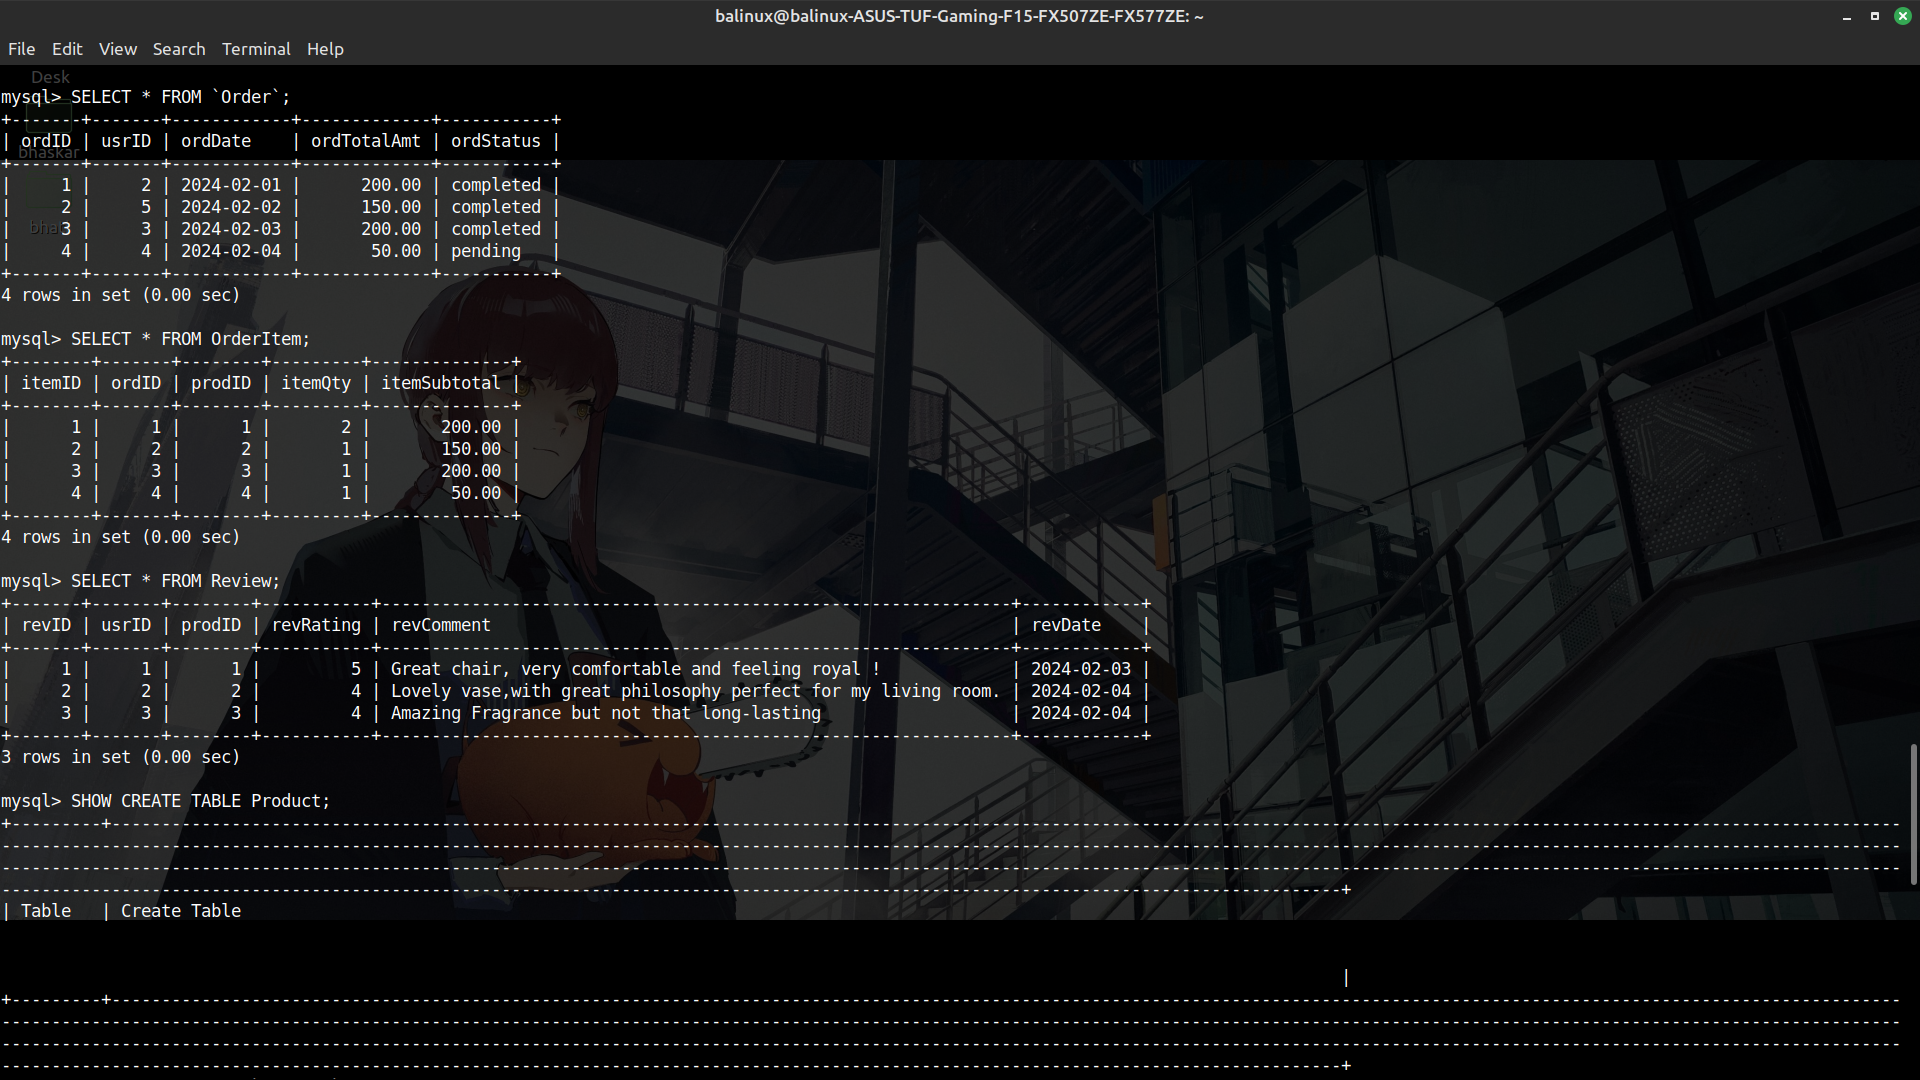 balinux@balinux-ASUS-TUF-Gaming-F15-FX507ZE-FX577ZE: ~
File Edit View Search Terminal Help
Desk
mysql> SELECT * FROM `Order`;
+-------+-------+------------+-------------+-----------+
| ordID | usrID | ordDate    | ordTotalAmt | ordStatus |
bhaskar
+-------+-------+------------+-------------+-----------+
|     1 |     2 | 2024-02-01 |      200.00 | completed |
|     2 |     5 | 2024-02-02 |      150.00 | completed |
|     3 |     3 | 2024-02-03 |      200.00 | completed |
|     4 |     4 | 2024-02-04 |       50.00 | pending   |
+-------+-------+------------+-------------+-----------+
4 rows in set (0.00 sec)
mysql> SELECT * FROM OrderItem;
+--------+-------+--------+---------+--------------+
| itemID | ordID | prodID | itemQty | itemSubtotal |
+--------+-------+--------+---------+--------------+
|      1 |     1 |      1 |       2 |       200.00 |
|      2 |     2 |      2 |       1 |       150.00 |
|      3 |     3 |      3 |       1 |       200.00 |
|      4 |     4 |      4 |       1 |        50.00 |
+--------+-------+--------+---------+--------------+
4 rows in set (0.00 sec)
mysql> SELECT * FROM Review;
+-------+-------+--------+-----------+---------------------------------------------------------------+------------+
| revID | usrID | prodID | revRating | revComment                                                    | revDate    |
+-------+-------+--------+-----------+---------------------------------------------------------------+------------+
|     1 |     1 |      1 |         5 | Great chair, very comfortable and feeling royal !             | 2024-02-03 |
|     2 |     2 |      2 |         4 | Lovely vase,with great philosophy perfect for my living room. | 2024-02-04 |
|     3 |     3 |      3 |         4 | Amazing Fragrance but not that long-lasting                   | 2024-02-04 |
+-------+-------+--------+-----------+---------------------------------------------------------------+------------+
3 rows in set (0.00 sec)
mysql> SHOW CREATE TABLE Product;
| Table   | Create Table
|